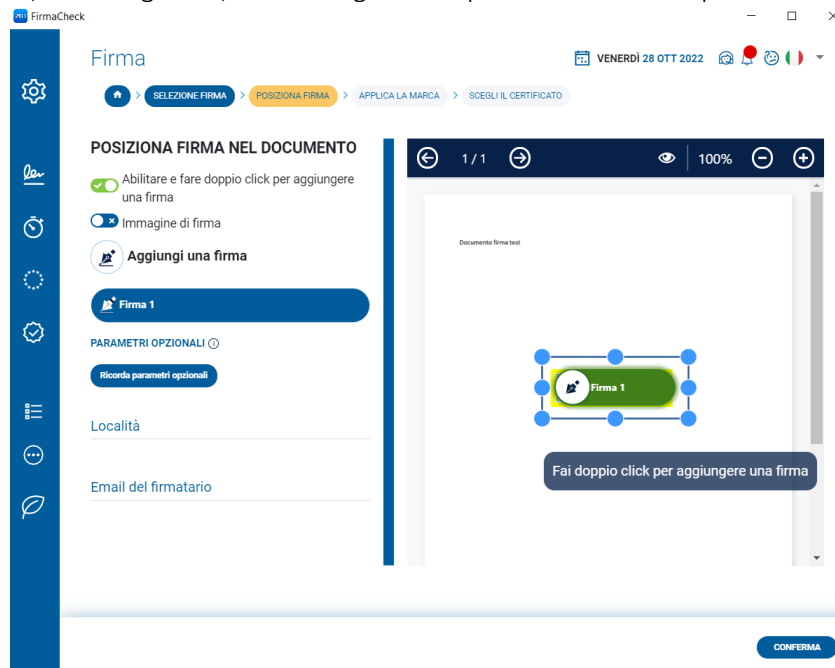 FirmaCheck
Firma
VENERDÌ 28 OTT 2022
SELEZIONE FIRMA > POSIZIONA FIRMA > APPLICA LA MARCA > SCEGLI IL CERTIFICATO
POSIZIONA FIRMA NEL DOCUMENTO
Abilitare e fare doppio click per aggiungere
una firma
Immagine di firma
Aggiungi una firma
Firma 1
PARAMETRI OPZIONALI
Ricorda parametri opzionali
Località
Email del firmatario
1 / 1
100%
Documento firma test
Firma 1
Fai doppio click per aggiungere una firma
CONFERMA